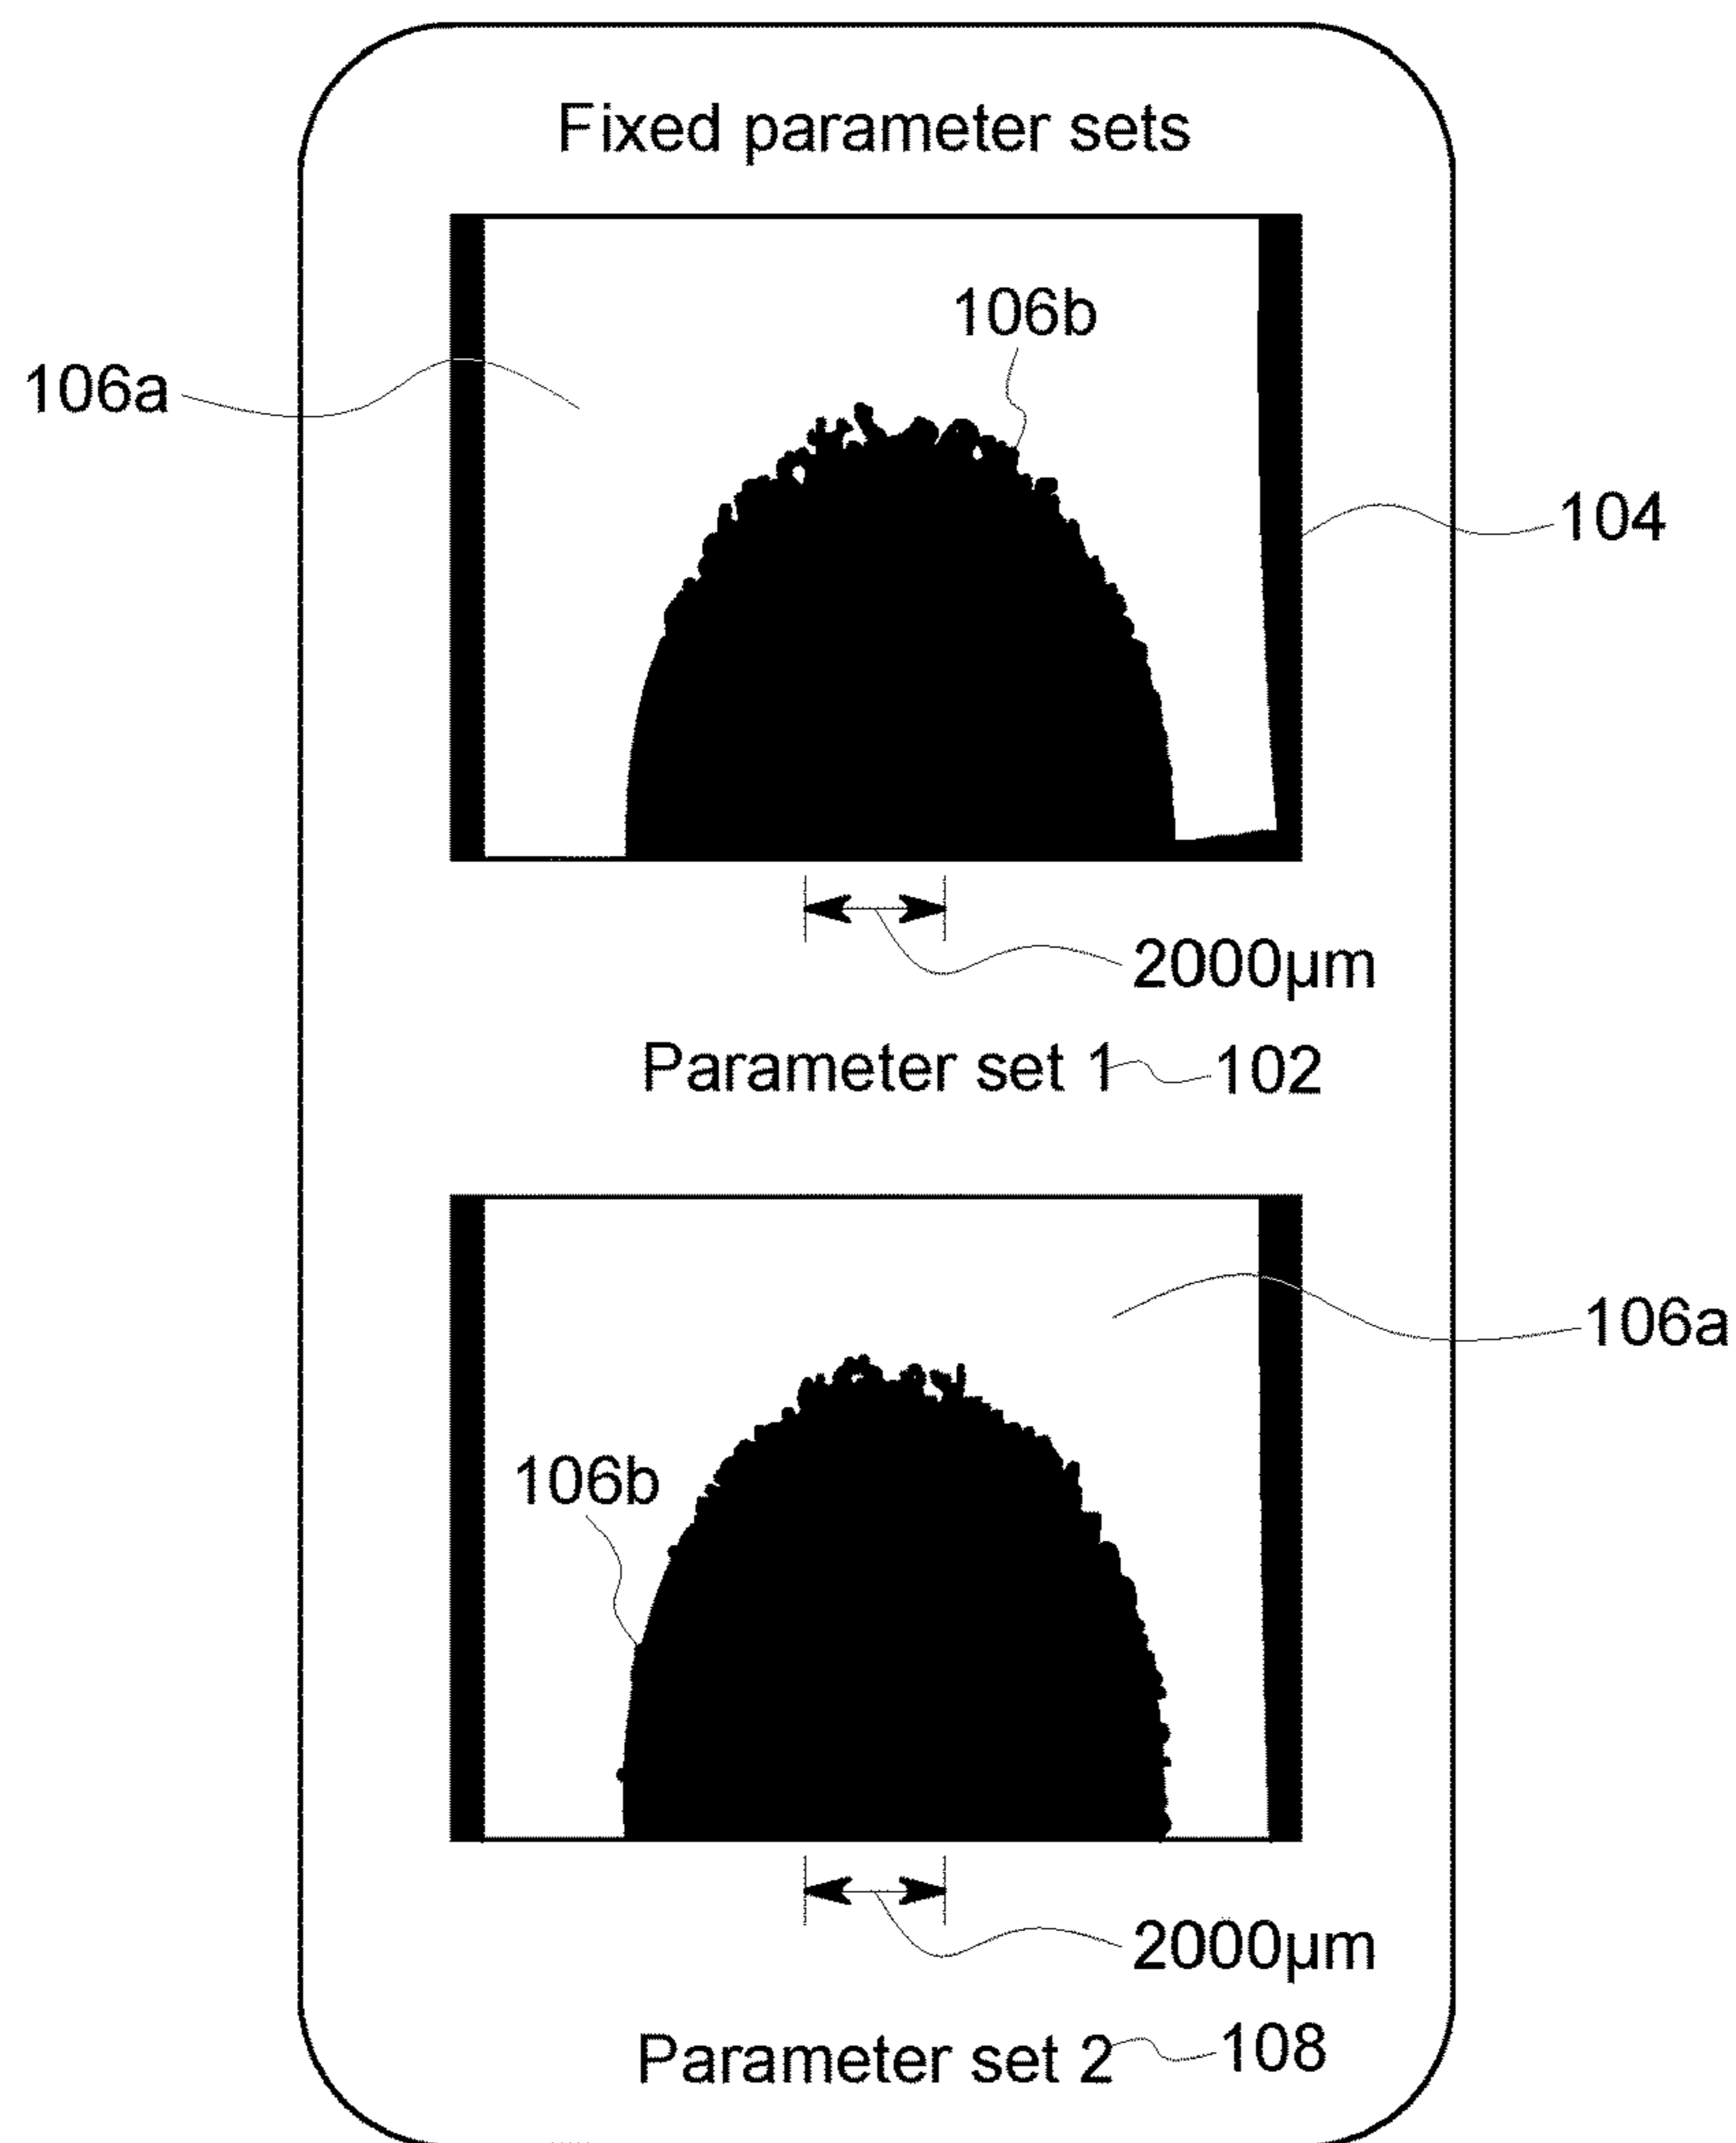 Fixed parameter sets
106b
106a
104
2000µm
Parameter set 1 102
106a
106b
2000µm
Parameter set 2 108